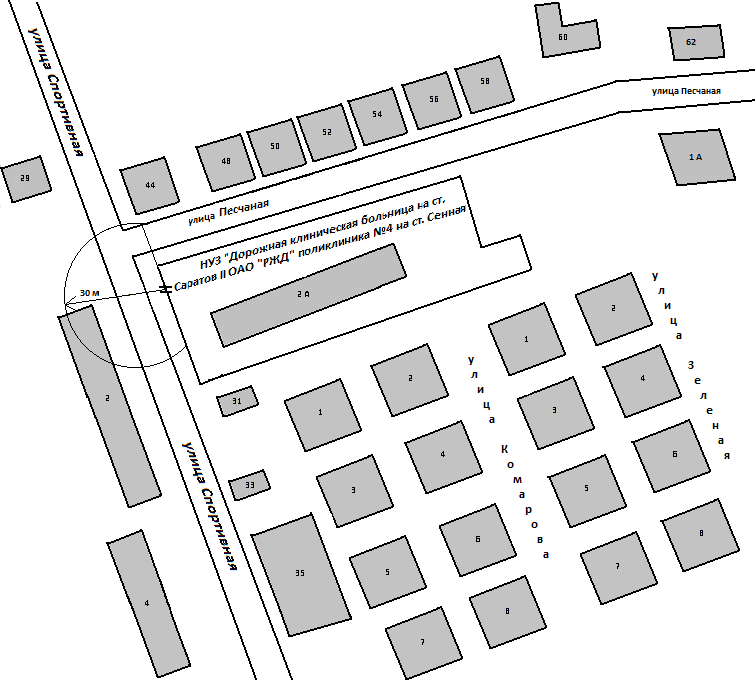 улица Спортивная
60
62
58
56
54
52
50
48
44
улица Песчаная
1 А
29
улица Песчаная
НУЗ "Дорожная клиническая больница на ст.
Саратов II ОАО "РЖД" поликлиника №4 на ст. Сенная
2 А
30 м
2
улица Зеленая
2
1
4
3
6
5
8
7
улица Комарова
2
1
4
3
6
5
8
7
31
33
35
улица Спортивная
4